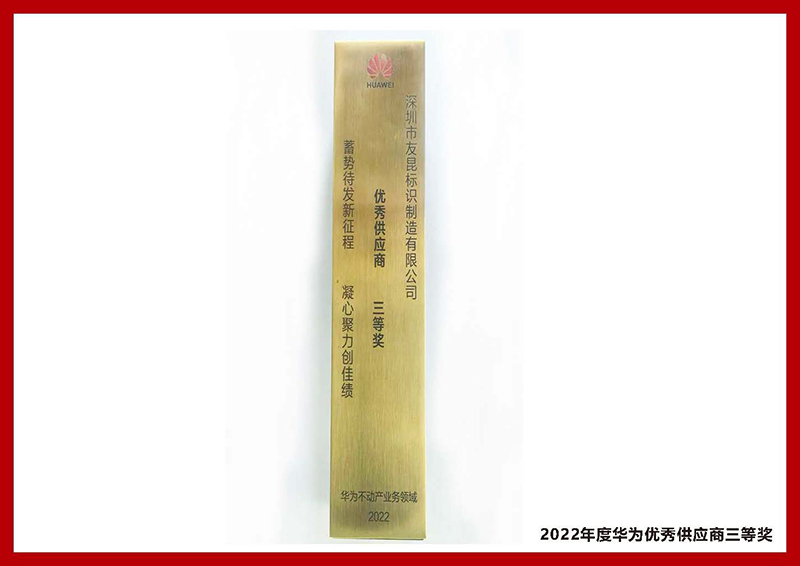 HUAWEI
深圳市友昆标识制造有限公司
优秀供应商 三等奖
蓄势待发新征程 凝心聚力创佳绩
华为不动产业务领域
2022
2022年度华为优秀供应商三等奖